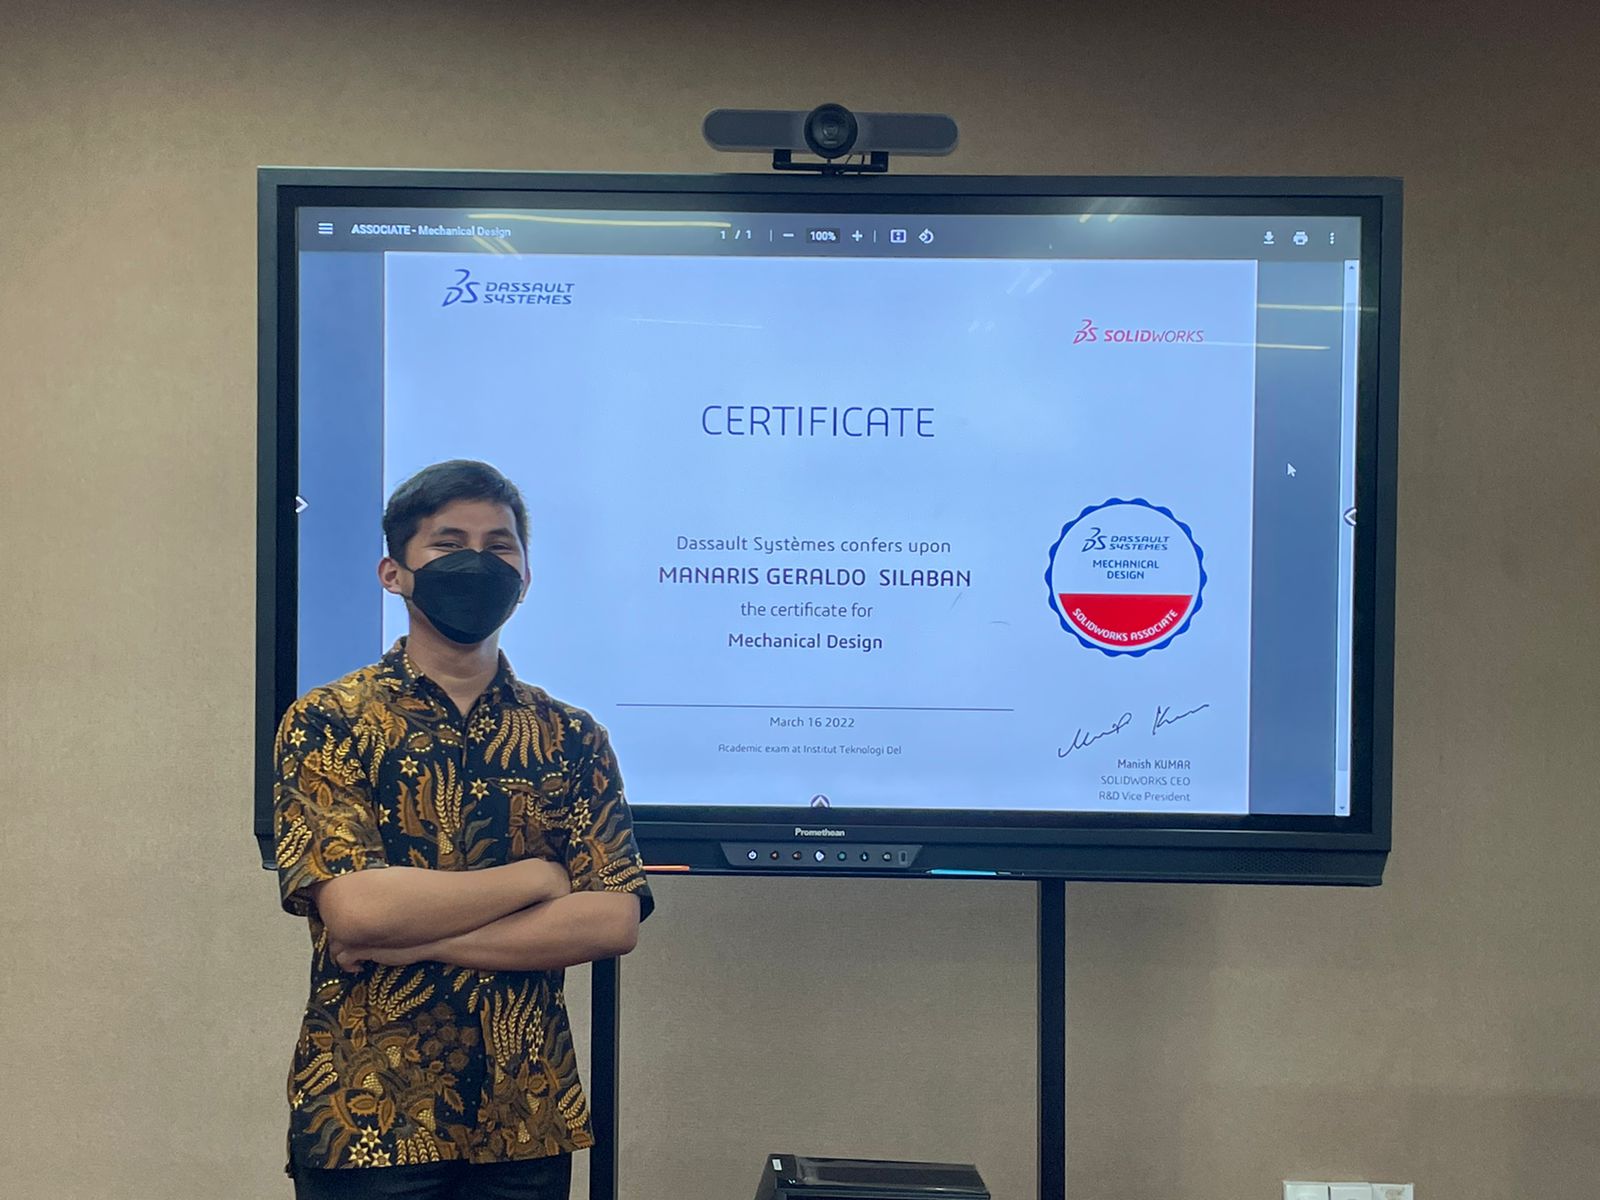 ASSOCIATE - Mechanical Design
1 / 1
100%
DASSAULT
SYSTEMES
SOLIDWORKS
CERTIFICATE
Dassault Systèmes confers upon
MANARIS GERALDO SILABAN
the certificate for
Mechanical Design
DASSAULT
SYSTEMES
MECHANICAL
DESIGN
SOLIDWORKS ASSOCIATE
March 16 2022
Academic exam at Institut Teknologi Del
Manish KUMAR
SOLIDWORKS CEO
R&D Vice President
Promethean